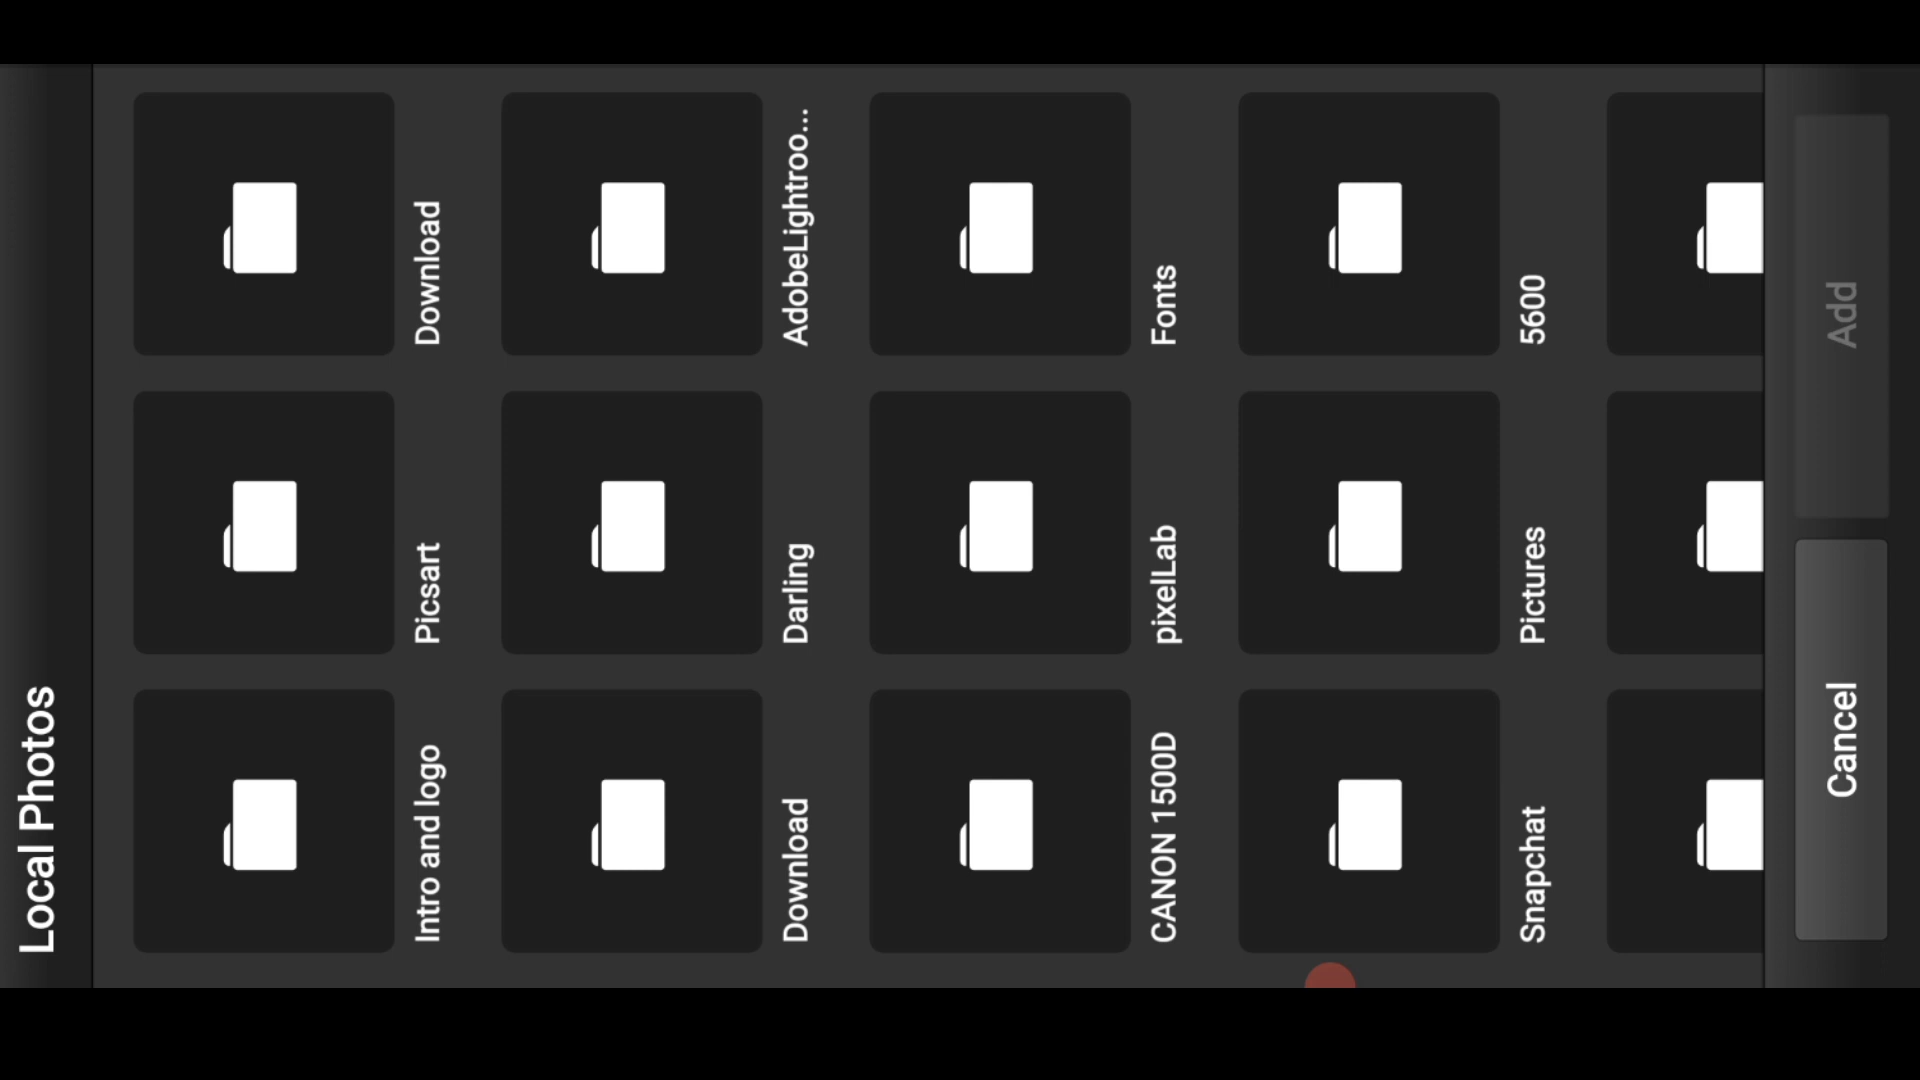 Local Photos
Intro and logo
Picsart
Download
Download
Darling
AdobeLightroo...
CANON 1500D
pixelLab
Fonts
Snapchat
Pictures
5600
Cancel
Add